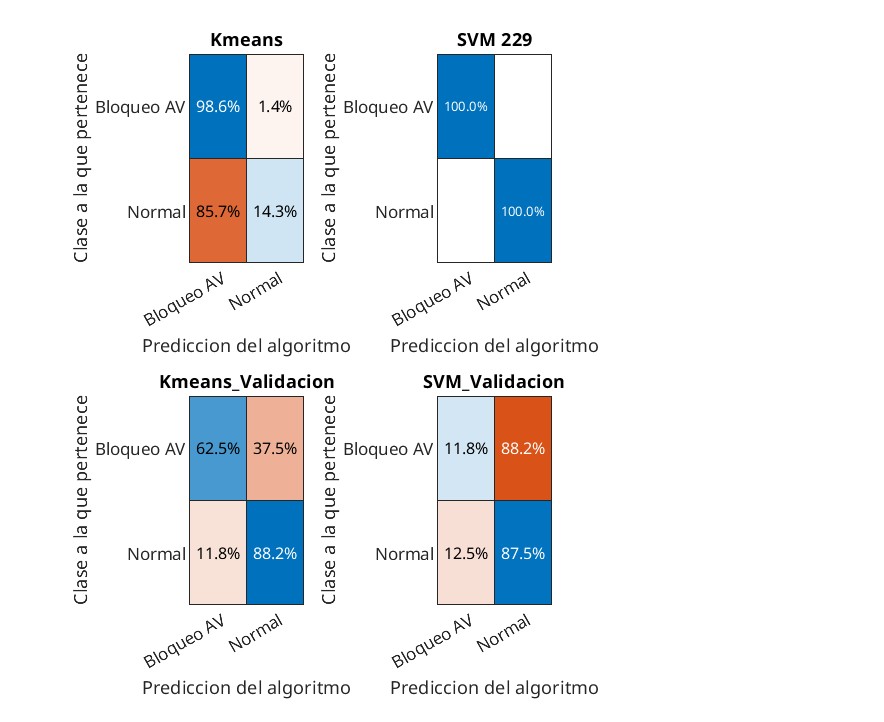 Kmeans
Clase a la que pertenece
Bloqueo AV
98.6%
1.4%
Normal
85.7%
14.3%
Bloqueo AV
Normal
Prediccion del algoritmo
SVM 229
Clase a la que pertenece
Bloqueo AV
100.0%
Normal
100.0%
Bloqueo AV
Normal
Prediccion del algoritmo
Kmeans_Validacion
Clase a la que pertenece
Bloqueo AV
62.5%
37.5%
Normal
11.8%
88.2%
Bloqueo AV
Normal
Prediccion del algoritmo
SVM_Validacion
Clase a la que pertenece
Bloqueo AV
11.8%
88.2%
Normal
12.5%
87.5%
Bloqueo AV
Normal
Prediccion del algoritmo